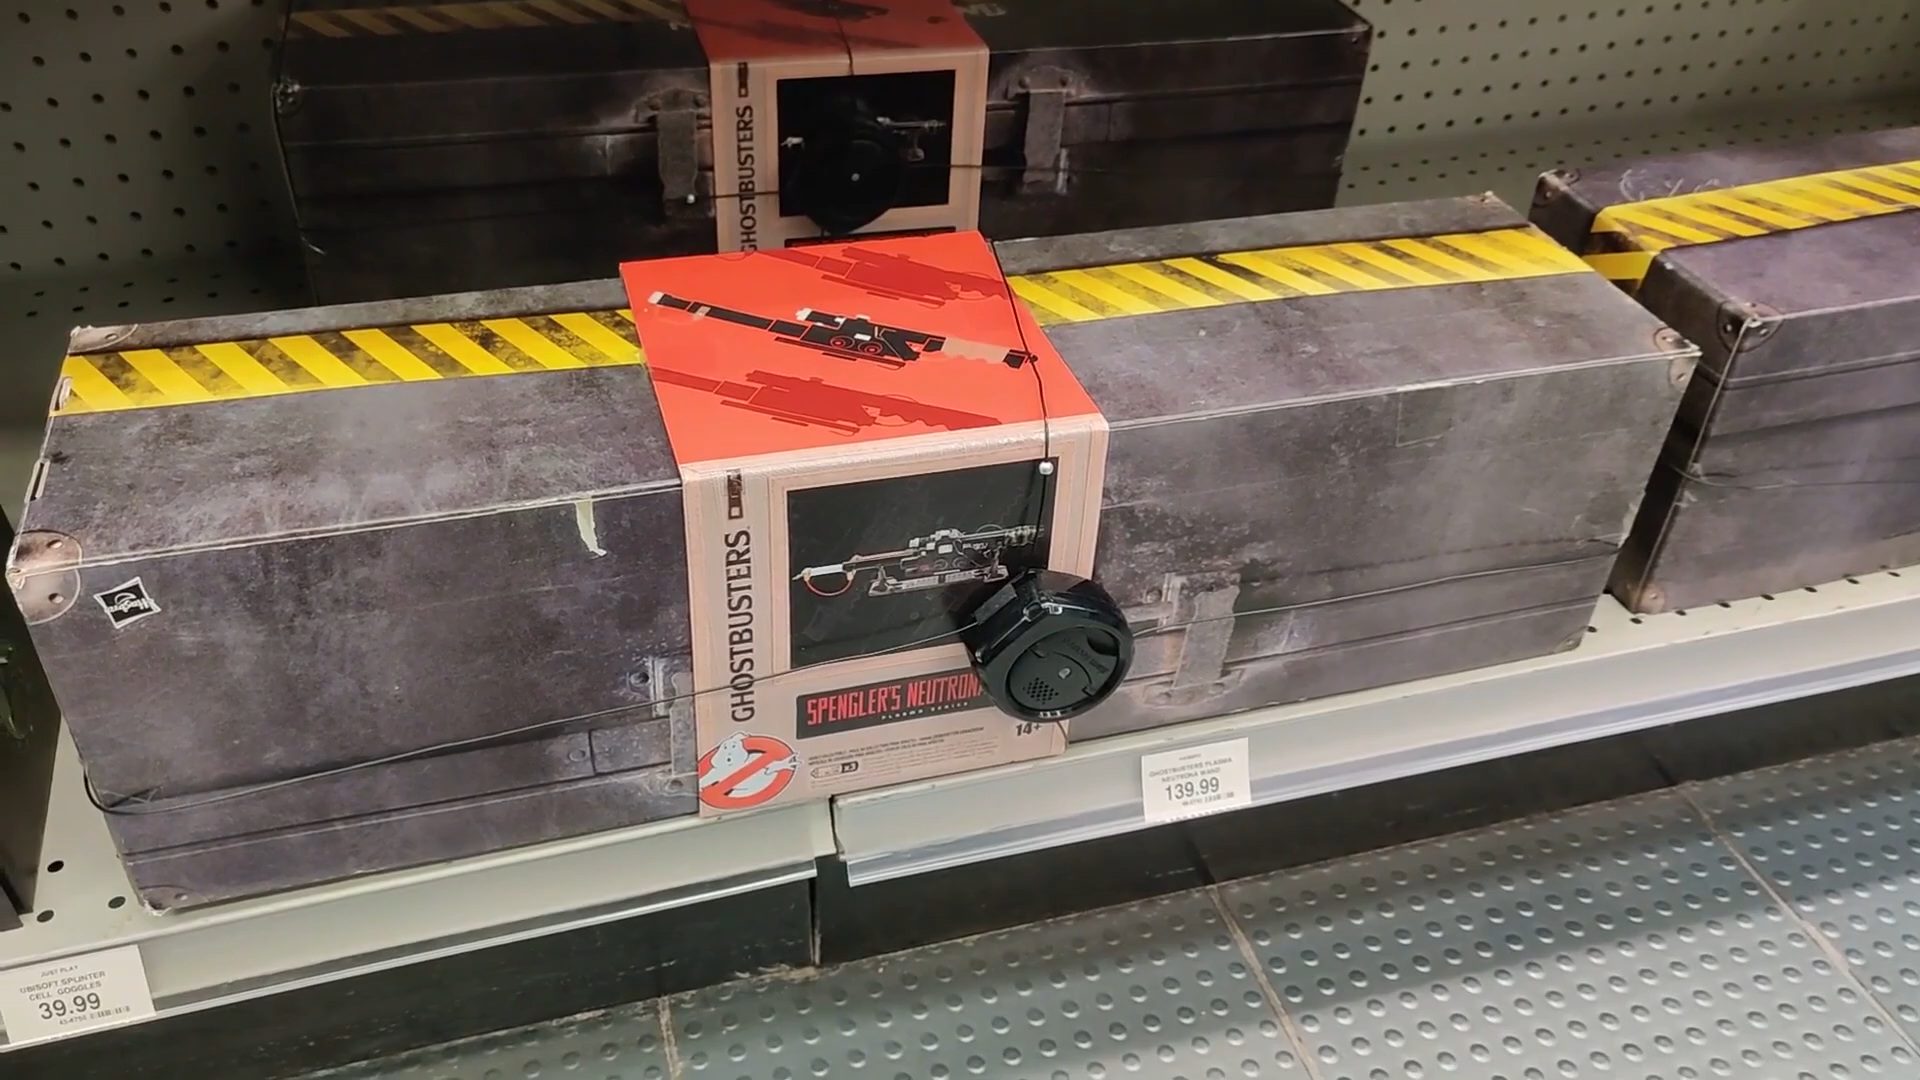 GHOSTBUSTERS
GHOSTBUSTERS
Hasbro
SPENGLER'S NEUTRONA
PLASMA SERIES
14+
GHOSTBUSTERS PLASMA
NEUTRONA WAND
139.99
JUST PLAY
UBISOFT SPLINTER
CELL GOGGLES
39.99